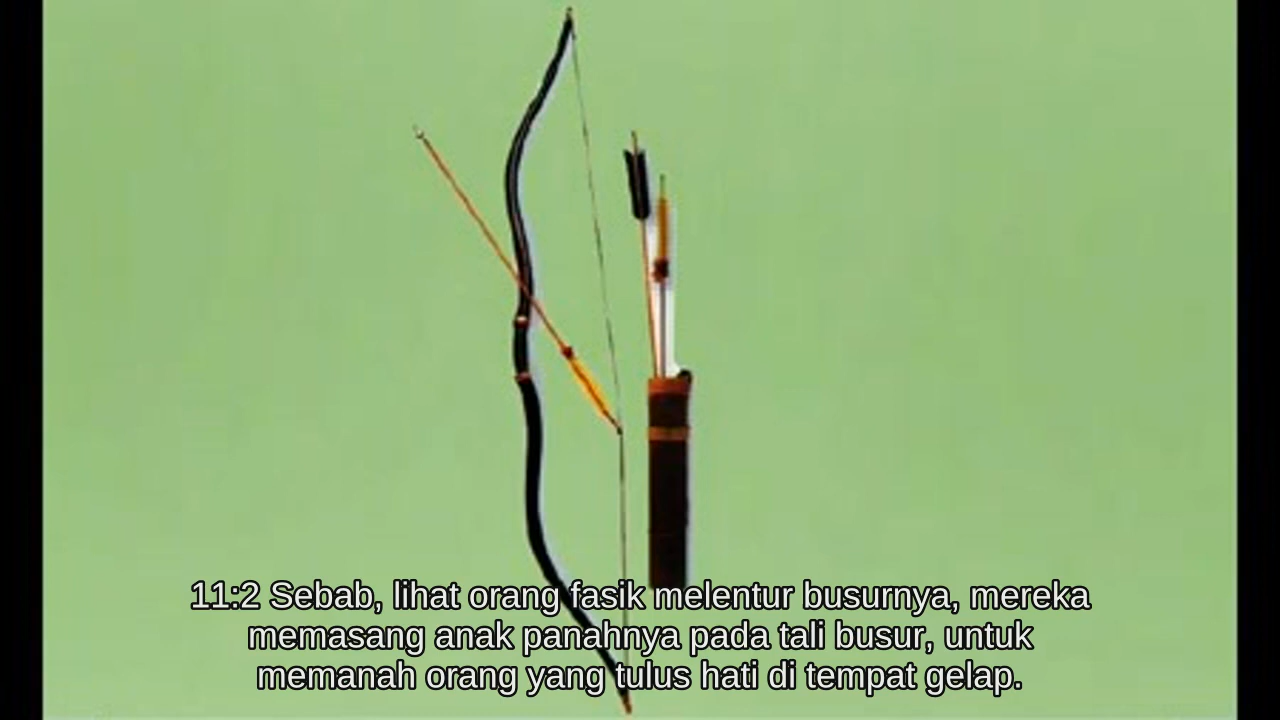 11:2 Sebab, lihat orang fasik melentur busurnya, mereka
memasang anak panahnya pada tali busur, untuk
memanah orang yang tulus hati di tempat gelap.